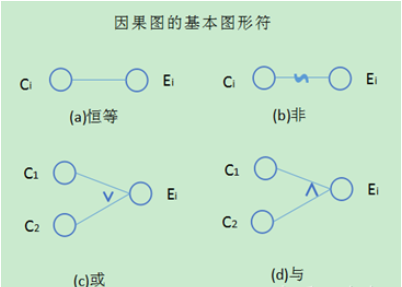 因果图的基本图形符
Ci Ei
(a)恒等
Ci ~ Ei
(b)非
C1
∨ Ei
C2
(c)或
C1
∧ Ei
C2
(d)与